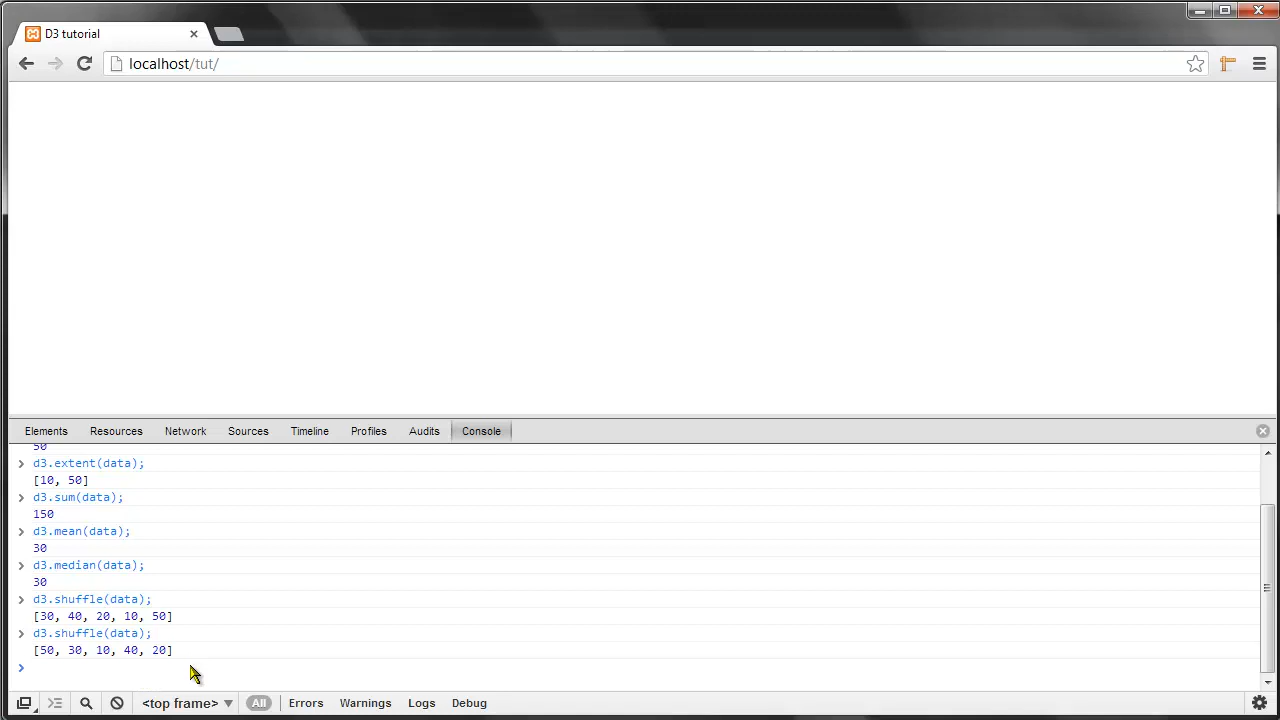 D3 tutorial
localhost/tut/
Elements Resources Network Sources Timeline Profiles Audits Console
50
d3.extent(data);
[10, 50]
d3.sum(data);
150
d3.mean(data);
30
d3.median(data);
30
d3.shuffle(data);
[30, 40, 20, 10, 50]
d3.shuffle(data);
[50, 30, 10, 40, 20]
<top frame> All Errors Warnings Logs Debug